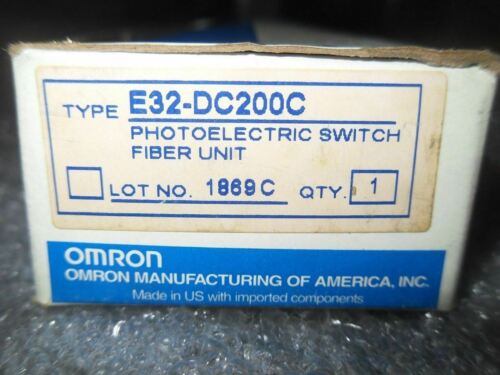 TYPE E32-DC200C
PHOTOELECTRIC SWITCH
FIBER UNIT
LOT NO. 1869C QTY. 1
OMRON
OMRON MANUFACTURING OF AMERICA, INC.
Made in US with imported components